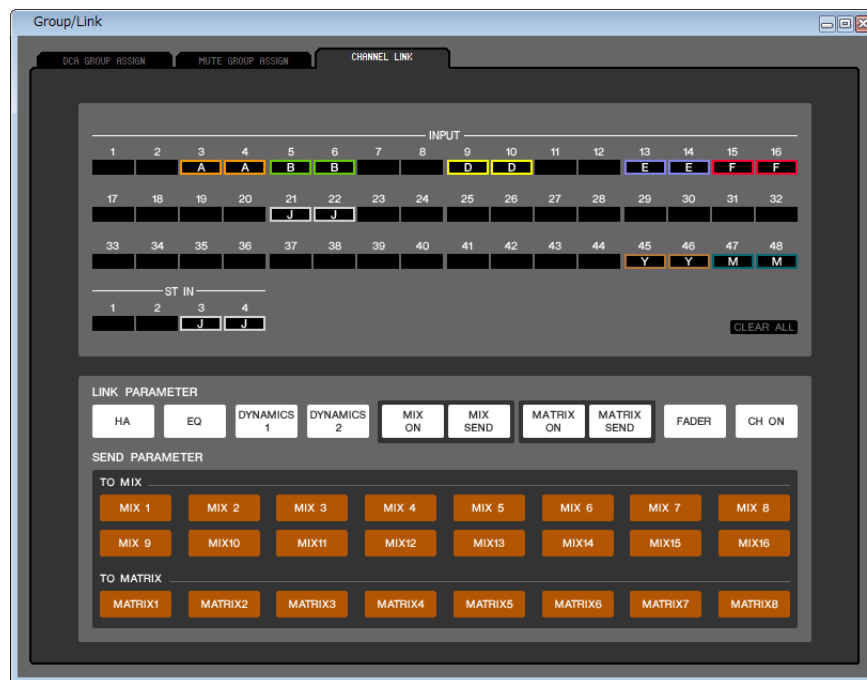 Group/Link
DCA GROUP ASSIGN MUTE GROUP ASSIGN CHANNEL LINK
INPUT
1 2 3 4 5 6 7 8 9 10 11 12 13 14 15 16
A A B B D D E E F F
17 18 19 20 21 22 23 24 25 26 27 28 29 30 31 32
J J
33 34 35 36 37 38 39 40 41 42 43 44 45 46 47 48
Y Y M M
ST IN
1 2 3 4
J J
CLEAR ALL
LINK PARAMETER
HA EQ DYNAMICS 1 DYNAMICS 2 MIX ON MIX SEND MATRIX ON MATRIX SEND FADER CH ON
SEND PARAMETER
TO MIX
MIX 1 MIX 2 MIX 3 MIX 4 MIX 5 MIX 6 MIX 7 MIX 8
MIX 9 MIX10 MIX11 MIX12 MIX13 MIX14 MIX15 MIX16
TO MATRIX
MATRIX1 MATRIX2 MATRIX3 MATRIX4 MATRIX5 MATRIX6 MATRIX7 MATRIX8